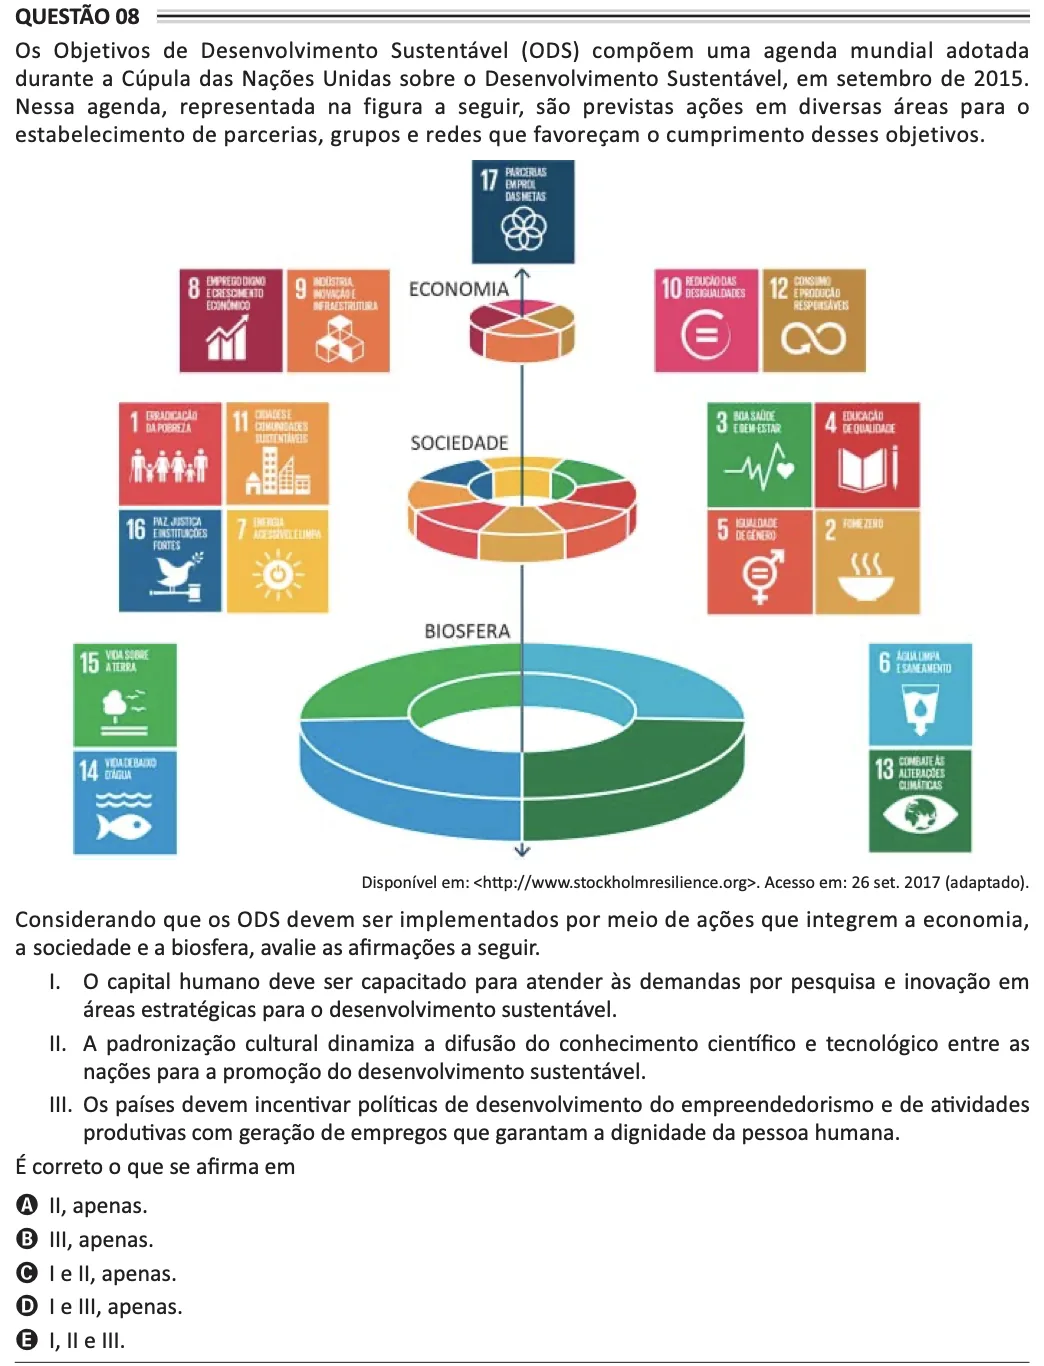 QUESTÃO 08
Os Objetivos de Desenvolvimento Sustentável (ODS) compõem uma agenda mundial adotada
durante a Cúpula das Nações Unidas sobre o Desenvolvimento Sustentável, em setembro de 2015.
Nessa agenda, representada na figura a seguir, são previstas ações em diversas áreas para o
estabelecimento de parcerias, grupos e redes que favoreçam o cumprimento desses objetivos.
17 PARCERIAS
EM PROL
DAS METAS
ECONOMIA
8 EMPREGO DIGNO
E CRESCIMENTO
ECONÔMICO
9 INDÚSTRIA,
INOVAÇÃO E
INFRAESTRUTURA
10 REDUÇÃO DAS
DESIGUALDADES
12 CONSUMO
E PRODUÇÃO
RESPONSÁVEIS
SOCIEDADE
1 ERRADICAÇÃO
DA POBREZA
11 CIDADES E
COMUNIDADES
SUSTENTÁVEIS
3 BOA SAÚDE
E BEM-ESTAR
4 EDUCAÇÃO
DE QUALIDADE
16 PAZ, JUSTIÇA
E INSTITUIÇÕES
FORTES
7 ENERGIA
ACESSÍVEL E LIMPA
5 IGUALDADE
DE GÊNERO
2 FOME ZERO
BIOSFERA
15 VIDA SOBRE
A TERRA
6 ÁGUA LIMPA
E SANEAMENTO
14 VIDA DEBAIXO
D'ÁGUA
13 COMBATE ÀS
ALTERAÇÕES
CLIMÁTICAS
Disponível em: <http://www.stockholmresilience.org>. Acesso em: 26 set. 2017 (adaptado).
Considerando que os ODS devem ser implementados por meio de ações que integrem a economia,
a sociedade e a biosfera, avalie as afirmações a seguir.
I. O capital humano deve ser capacitado para atender às demandas por pesquisa e inovação em
áreas estratégicas para o desenvolvimento sustentável.
II. A padronização cultural dinamiza a difusão do conhecimento científico e tecnológico entre as
nações para a promoção do desenvolvimento sustentável.
III. Os países devem incentivar políticas de desenvolvimento do empreendedorismo e de atividades
produtivas com geração de empregos que garantam a dignidade da pessoa humana.
É correto o que se afirma em
A II, apenas.
B III, apenas.
C I e II, apenas.
D I e III, apenas.
E I, II e III.